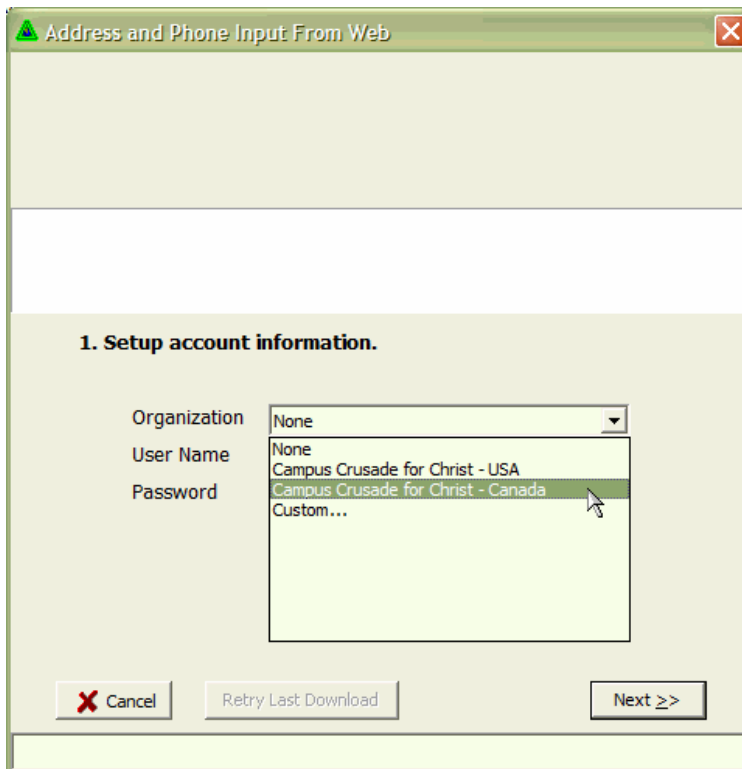 Address and Phone Input From Web
1. Setup account information.
Organization
None
User Name
None
Campus Crusade for Christ - USA
Password
Campus Crusade for Christ - Canada
Custom...
Cancel
Retry Last Download
Next >>